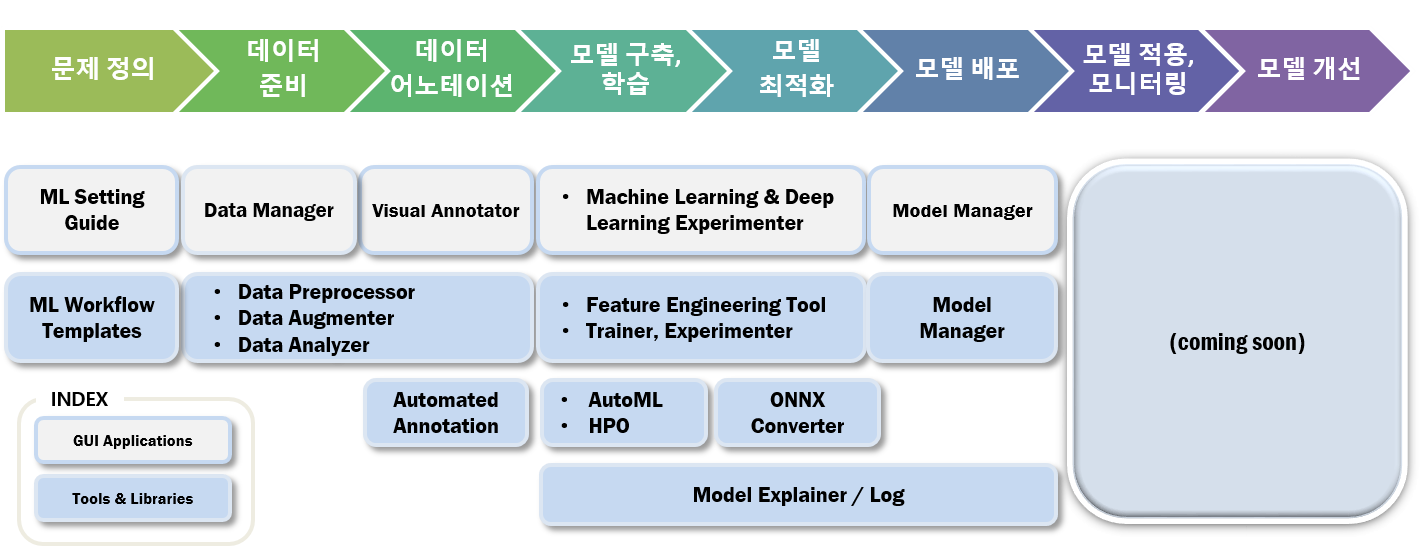 문제 정의
데이터
준비
데이터
어노테이션
모델 구축,
학습
모델
최적화
모델 배포
모델 적용,
모니터링
모델 개선
ML Setting
Guide
Data Manager
Visual Annotator
• Machine Learning & Deep
Learning Experimenter
Model Manager
ML Workflow
Templates
• Data Preprocessor
• Data Augmenter
• Data Analyzer
• Feature Engineering Tool
• Trainer, Experimenter
Model
Manager
(coming soon)
Automated
Annotation
• AutoML
• HPO
ONNX
Converter
Model Explainer / Log
INDEX
GUI Applications
Tools & Libraries